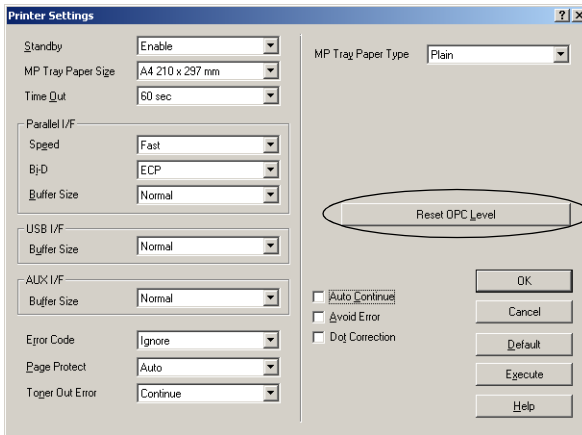 Printer Settings
Standby Enable
MP Tray Paper Size A4 210 x 297 mm
Time Out 60 sec
Parallel I/F
Speed Fast
Bi-D ECP
Buffer Size Normal
USB I/F
Buffer Size Normal
AUX I/F
Buffer Size Normal
Error Code Ignore
Page Protect Auto
Toner Out Error Continue
MP Tray Paper Type Plain
Reset OPC Level
Auto Continue
Avoid Error
Dot Correction
OK
Cancel
Default
Execute
Help